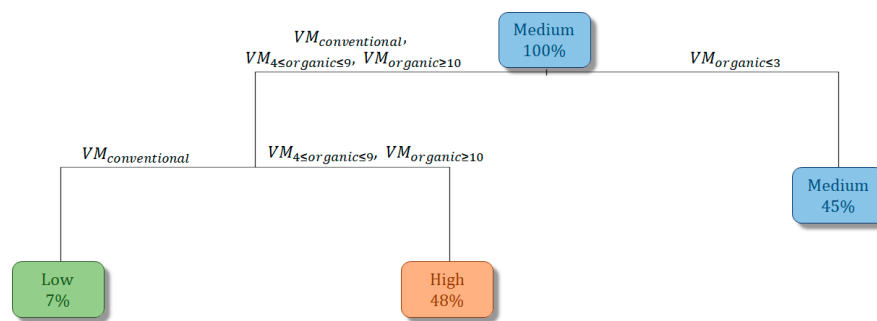 Medium
100%
VM_conventional,
VM_4≤organic≤9, VM_organic≥10
VM_organic≤3
VM_conventional
VM_4≤organic≤9, VM_organic≥10
Medium
45%
Low
7%
High
48%